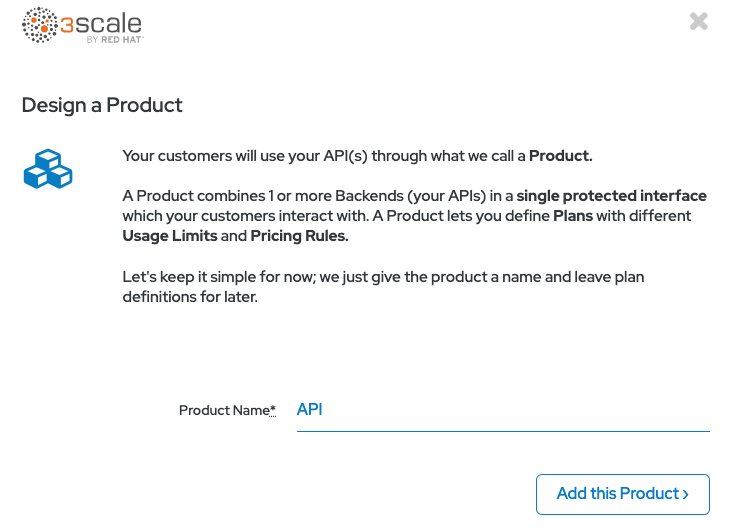 3scale
BY RED HAT
Design a Product
Your customers will use your API(s) through what we call a Product.
A Product combines 1 or more Backends (your APIs) in a single protected interface
which your customers interact with. A Product lets you define Plans with different
Usage Limits and Pricing Rules.
Let's keep it simple for now; we just give the product a name and leave plan
definitions for later.
Product Name* API
Add this Product ›